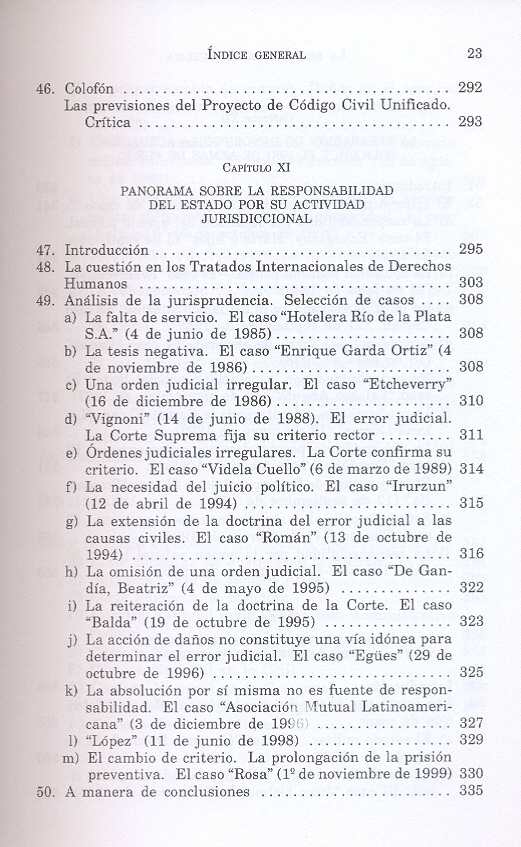 ÍNDICE GENERAL 23
46. Colofón ........................................ 292
Las previsiones del Proyecto de Código Civil Unificado.
Crítica ...................................... 293
CAPÍTULO XI
PANORAMA SOBRE LA RESPONSABILIDAD
DEL ESTADO POR SU ACTIVIDAD
JURISDICCIONAL
47. Introducción .................................... 295
48. La cuestión en los Tratados Internacionales de Derechos
Humanos ...................................... 303
49. Análisis de la jurisprudencia. Selección de casos .... 308
a) La falta de servicio. El caso “Hotelera Río de la Plata
S.A.” (4 de junio de 1985) ..................... 308
b) La tesis negativa. El caso “Enrique Garda Ortiz” (4
de noviembre de 1986) ........................ 308
c) Una orden judicial irregular. El caso “Etcheverry”
(16 de diciembre de 1986) ..................... 310
d) “Vignoni” (14 de junio de 1988). El error judicial.
La Corte Suprema fija su criterio rector ......... 311
e) Órdenes judiciales irregulares. La Corte confirma su
criterio. El caso “Videla Cuello” (6 de marzo de 1989) 314
f) La necesidad del juicio político. El caso “Irurzun”
(12 de abril de 1994) ......................... 315
g) La extensión de la doctrina del error judicial a las
causas civiles. El caso “Román” (13 de octubre de
1994) ....................................... 316
h) La omisión de una orden judicial. El caso “De Gan-
día, Beatriz” (4 de mayo de 1995) ............. 322
i) La reiteración de la doctrina de la Corte. El caso
“Balda” (19 de octubre de 1995) ................ 323
j) La acción de daños no constituye una vía idónea para
determinar el error judicial. El caso “Egües” (29 de
octubre de 1996) ............................. 325
k) La absolución por sí misma no es fuente de respon-
sabilidad. El caso “Asociación Mutual Latinoameri-
cana” (3 de diciembre de 1996) ................. 327
l) “López” (11 de junio de 1998) ................. 329
m) El cambio de criterio. La prolongación de la prisión
preventiva. El caso “Rosa” (1º de noviembre de 1999) 330
50. A manera de conclusiones ....................... 335